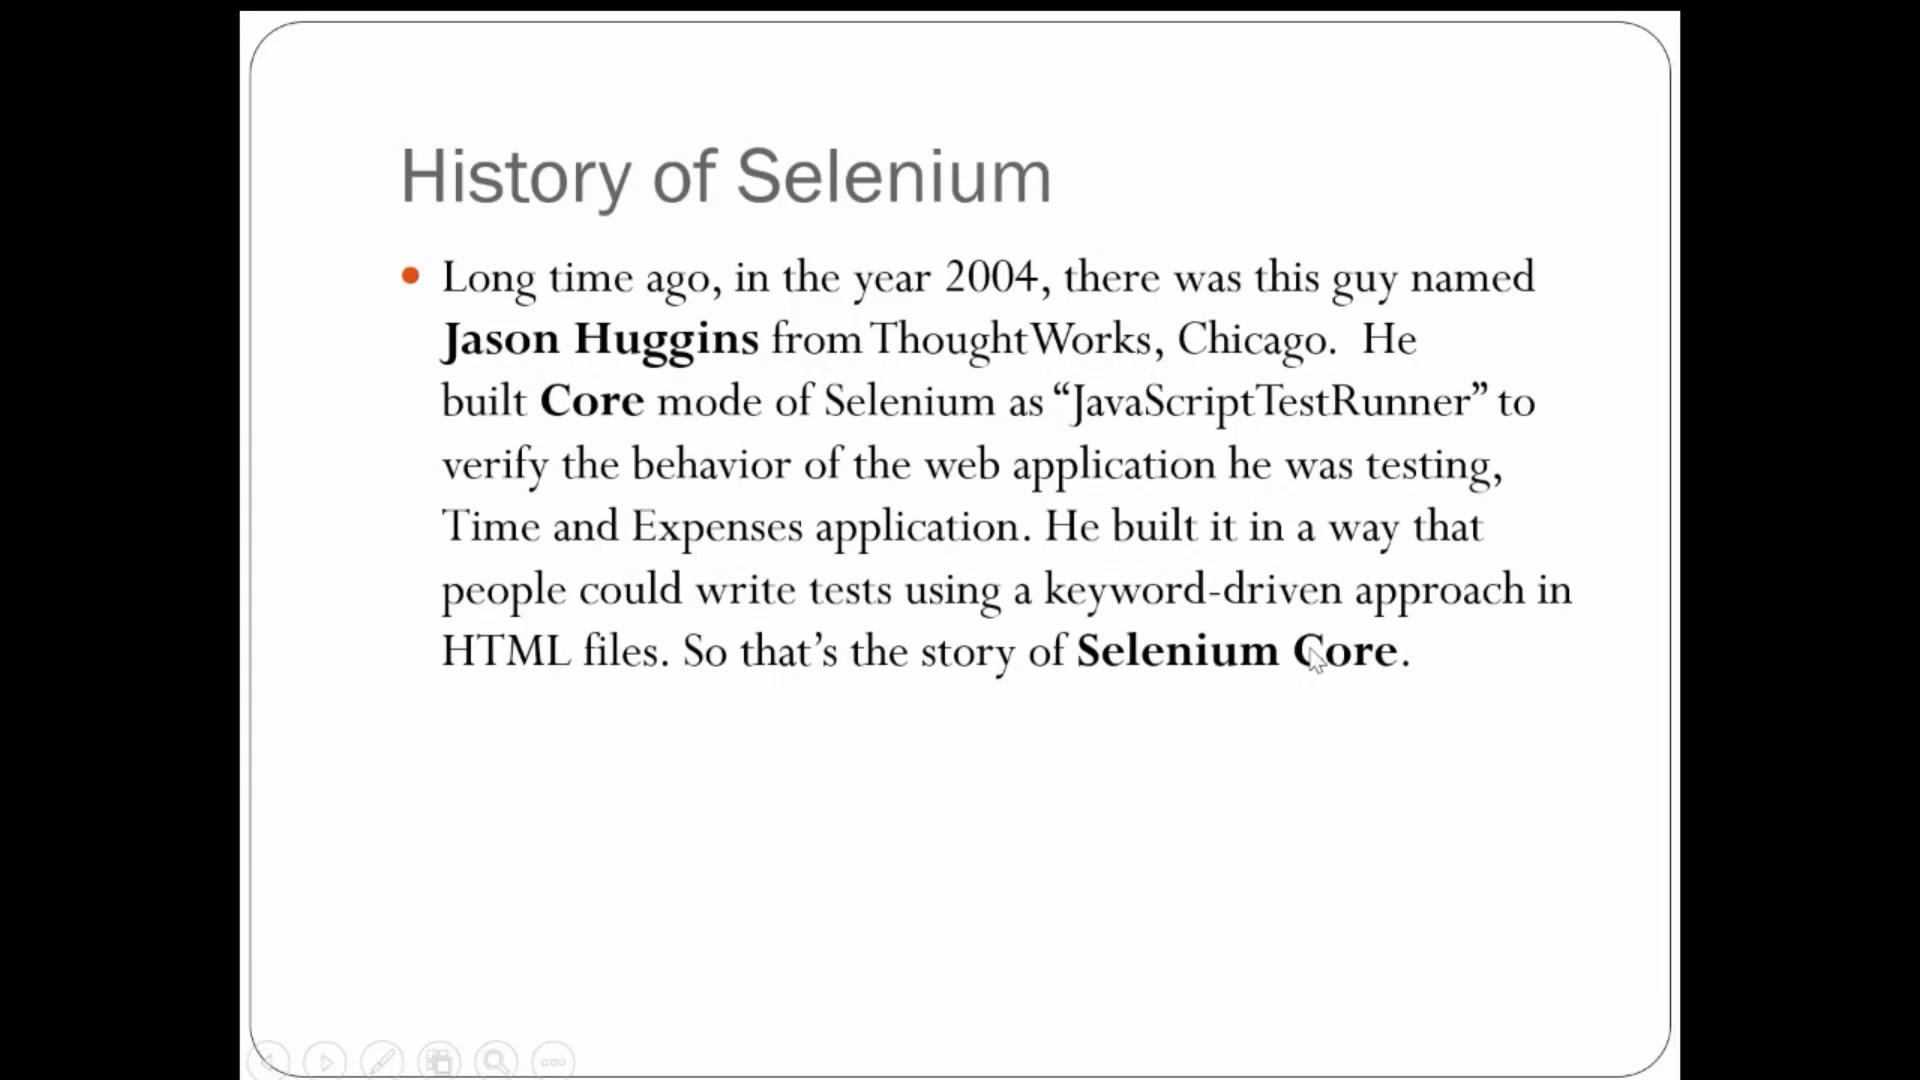 History of Selenium
Long time ago, in the year 2004, there was this guy named
Jason Huggins from ThoughtWorks, Chicago.  He
built Core mode of Selenium as “JavaScriptTestRunner” to
verify the behavior of the web application he was testing,
Time and Expenses application. He built it in a way that
people could write tests using a keyword-driven approach in
HTML files. So that’s the story of Selenium Core.